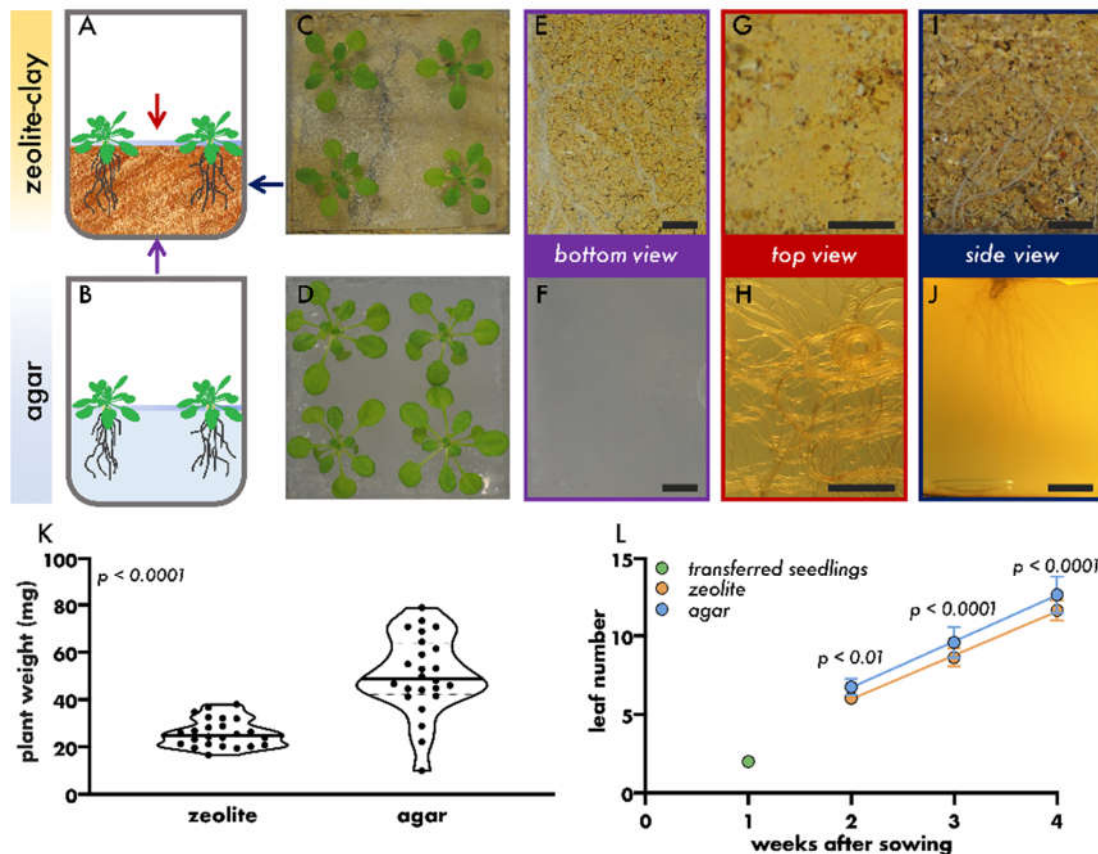 zeolite-clay
A
C
E
G
I
bottom view
top view
side view
agar
B
D
F
H
J
K
p < 0.0001
plant weight (mg)
100
80
60
40
20
0
zeolite
agar
L
transferred seedlings
zeolite
agar
p < 0.01
p < 0.0001
p < 0.0001
leaf number
15
10
5
0
0 1 2 3 4
weeks after sowing